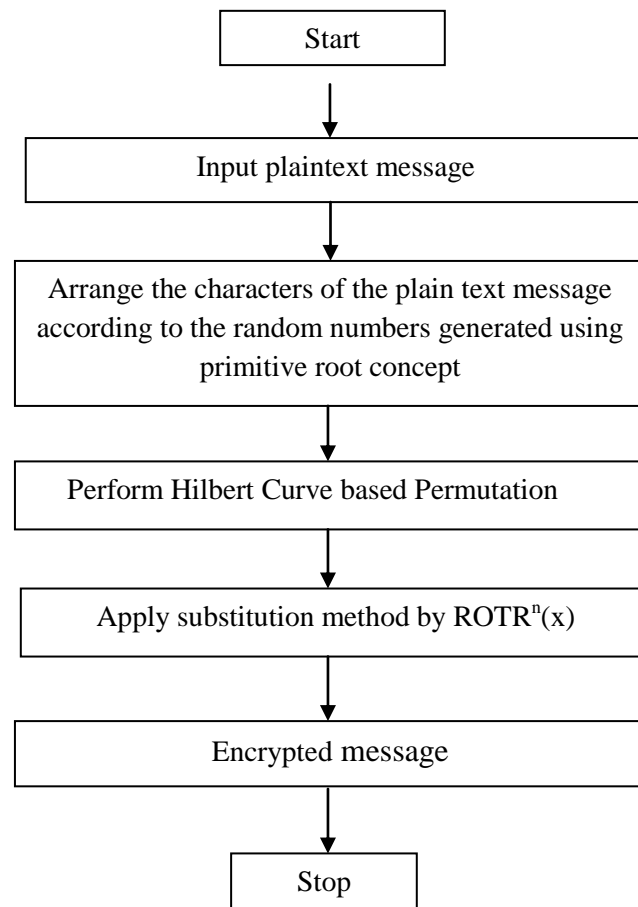 Start
Input plaintext message
Arrange the characters of the plain text message
according to the random numbers generated using
primitive root concept
Perform Hilbert Curve based Permutation
Apply substitution method by ROTRⁿ(x)
Encrypted message
Stop